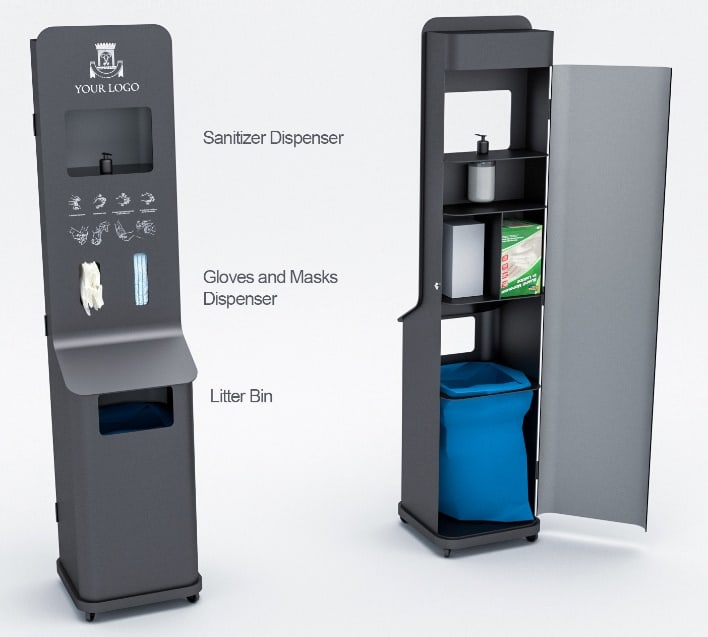 YOUR LOGO
Sanitizer Dispenser
Gloves and Masks
Dispenser
Litter Bin